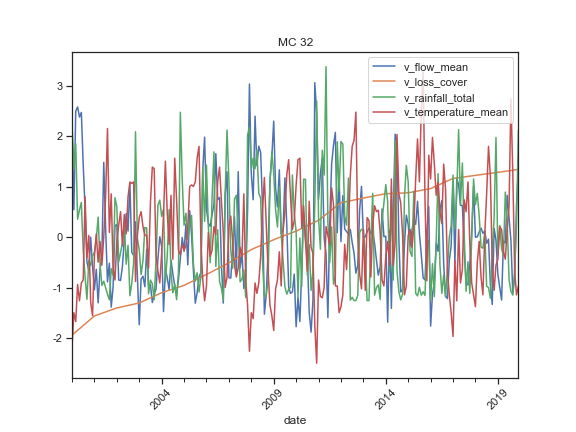 MC 32
v_flow_mean
v_loss_cover
v_rainfall_total
v_temperature_mean
3
2
1
0
-1
-2
2004
2009
2014
2019
date